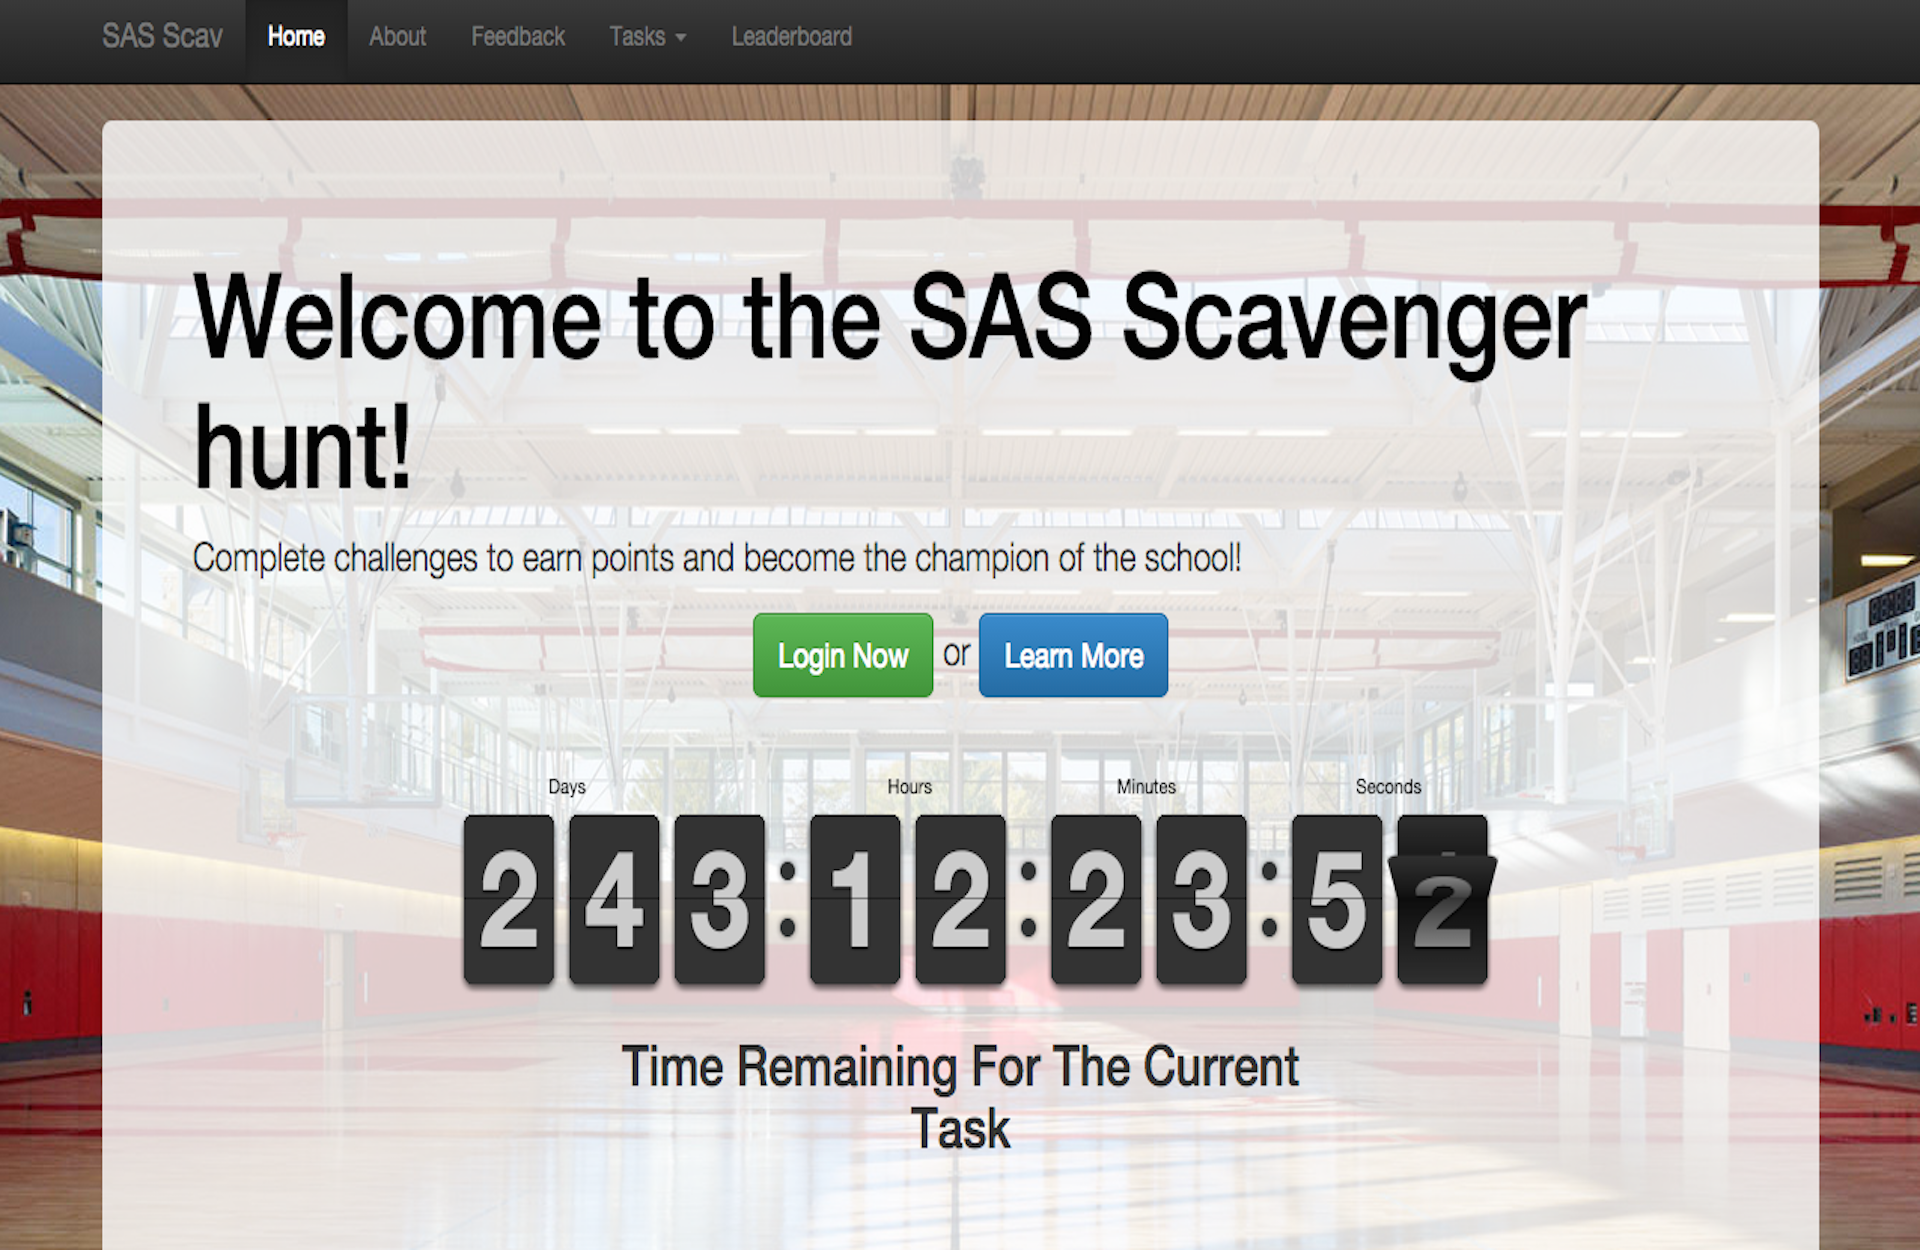 SAS Scav Home About Feedback Tasks Leaderboard
Welcome to the SAS Scavenger
hunt!
Complete challenges to earn points and become the champion of the school!
Login Now or Learn More
Days Hours Minutes Seconds
243:12:23:52
Time Remaining For The Current
Task